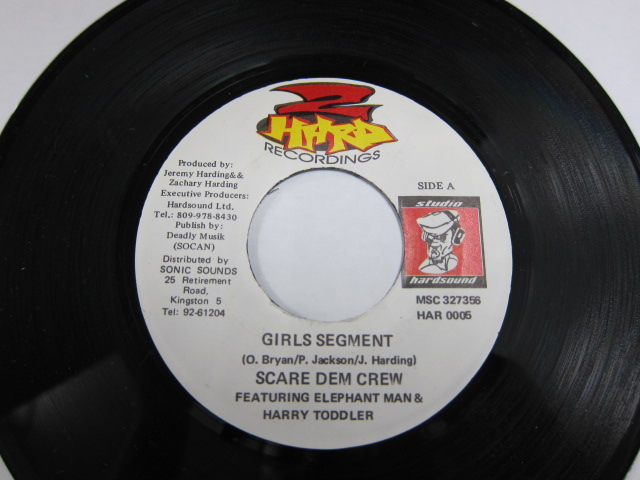 2
HARD
RECORDINGS
Produced by:
Jeremy Harding&&
Zachary Harding
Executive Producers:
Hardsound Ltd.
Tel.: 809-978-8430
Publish by:
Deadly Musik
(SOCAN)
Distributed by
SONIC SOUNDS
25 Retirement
Road,
Kingston 5
Tel: 92-61204
SIDE A
studio
hardsound
MSC 327356
HAR 0005
GIRLS SEGMENT
(O. Bryan/P. Jackson/J. Harding)
SCARE DEM CREW
FEATURING ELEPHANT MAN &
HARRY TODDLER